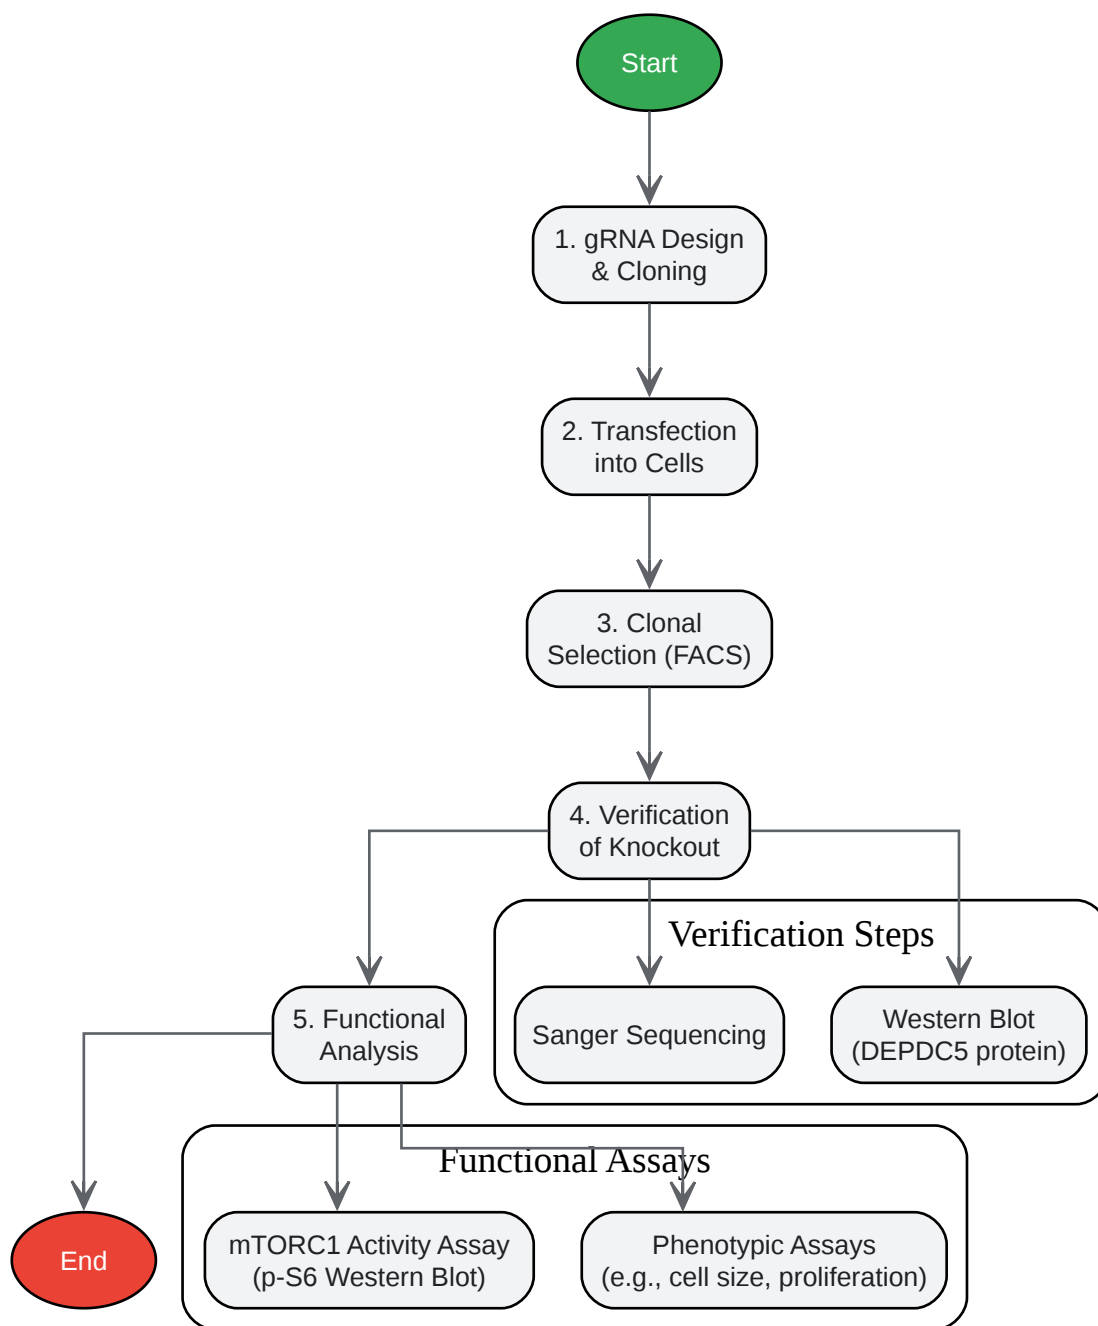 Start
1. gRNA Design
& Cloning
2. Transfection
into Cells
3. Clonal
Selection (FACS)
4. Verification
of Knockout
Verification Steps
5. Functional
Analysis
Sanger Sequencing
Western Blot
(DEPDC5 protein)
Functional Assays
End
mTORC1 Activity Assay
(p-S6 Western Blot)
Phenotypic Assays
(e.g., cell size, proliferation)